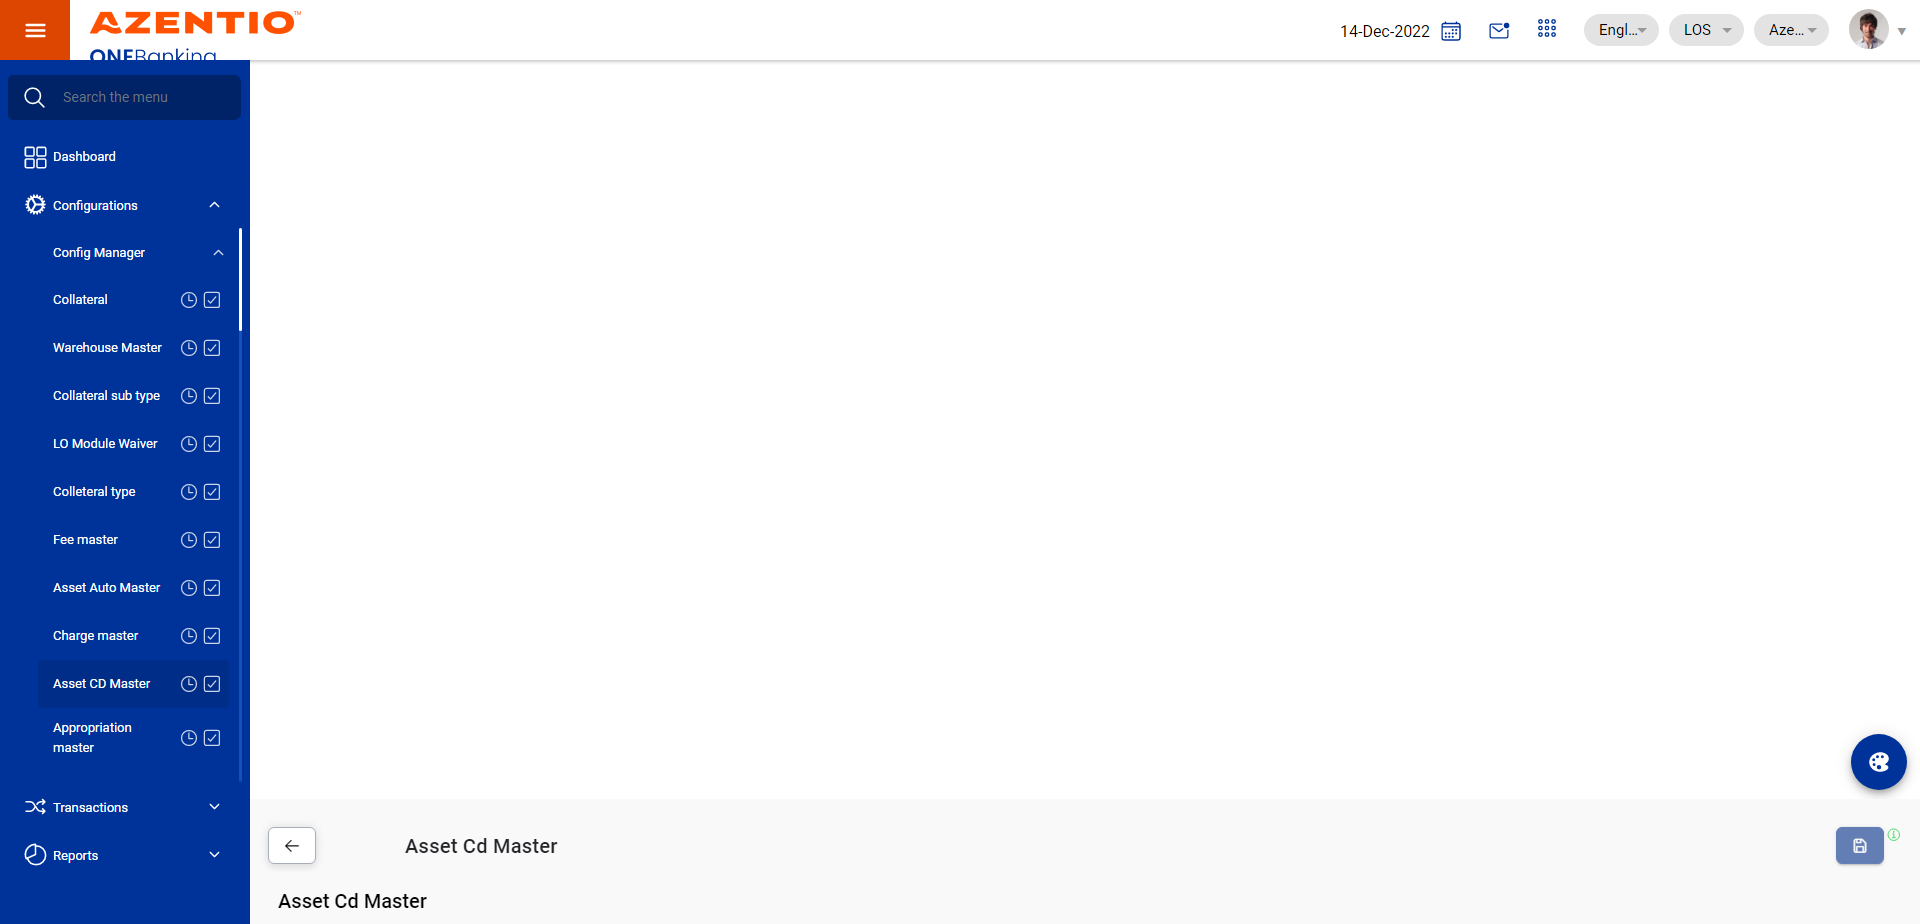 AZENTIO™
ONEBanking
14-Dec-2022
Engl...
LOS
Aze...
Search the menu
Dashboard
Configurations
Config Manager
Collateral
Warehouse Master
Collateral sub type
LO Module Waiver
Colleteral type
Fee master
Asset Auto Master
Charge master
Asset CD Master
Appropriation
master
Transactions
Reports
Asset Cd Master
Asset Cd Master